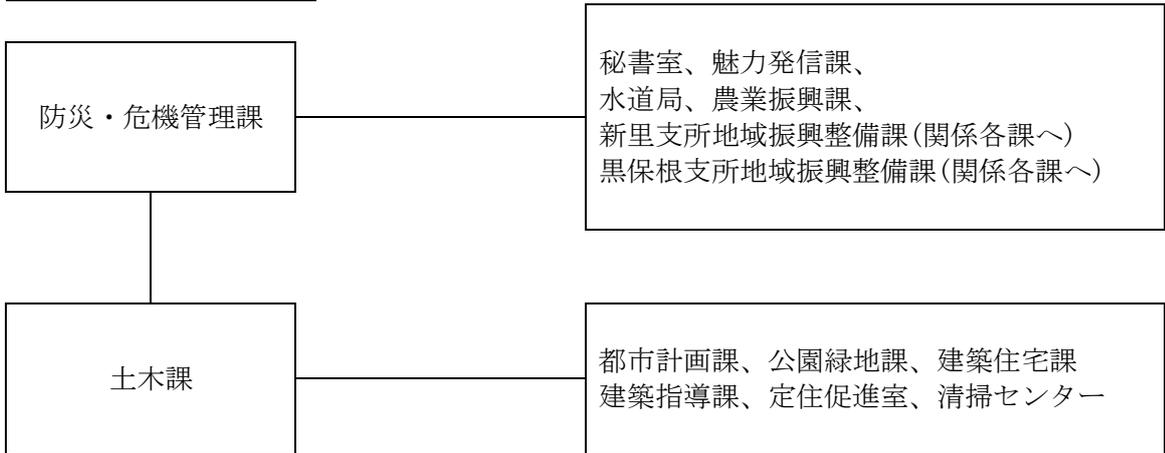 防災・危機管理課
秘書室、魅力発信課、
水道局、農業振興課、
新里支所地域振興整備課(関係各課へ)
黒保根支所地域振興整備課(関係各課へ)
土木課
都市計画課、公園緑地課、建築住宅課
建築指導課、定住促進室、清掃センター